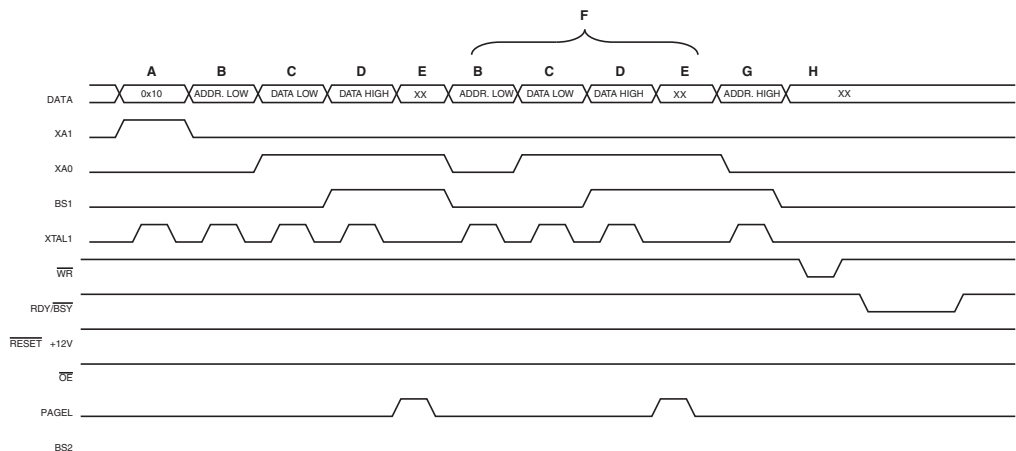 F
A B C D E B C D E G H
DATA 0x10 ADDR. LOW DATA LOW DATA HIGH XX ADDR. LOW DATA LOW DATA HIGH XX ADDR. HIGH XX
XA1
XA0
BS1
XTAL1
WR
RDY/BSY
RESET +12V
OE
PAGEL
BS2